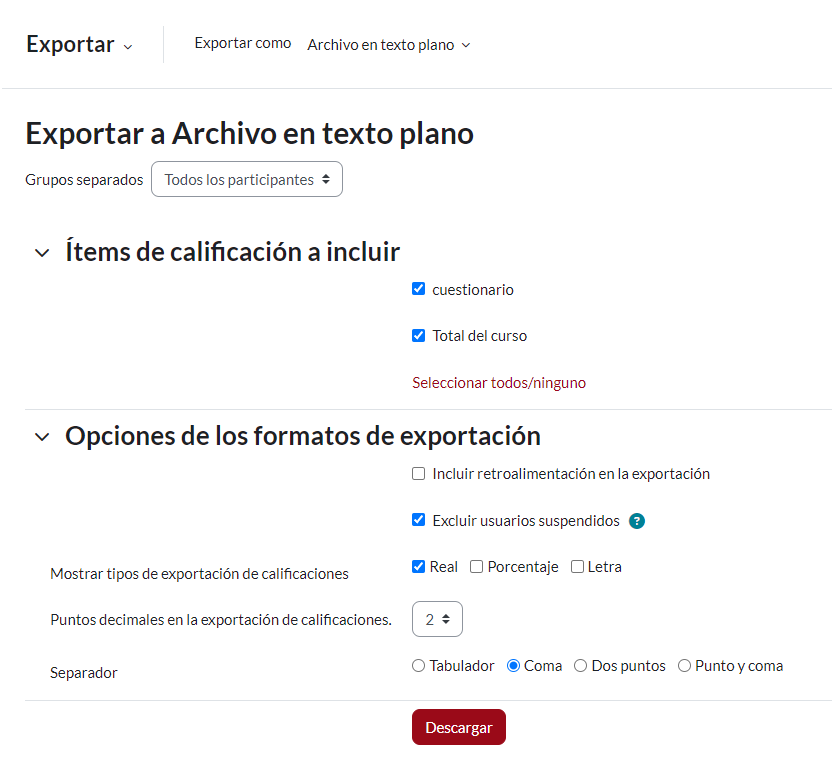 Exportar
Exportar como Archivo en texto plano
Exportar a Archivo en texto plano
Grupos separados Todos los participantes
Ítems de calificación a incluir
cuestionario
Total del curso
Seleccionar todos/ninguno
Opciones de los formatos de exportación
Incluir retroalimentación en la exportación
Excluir usuarios suspendidos ?
Mostrar tipos de exportación de calificaciones Real Porcentaje Letra
Puntos decimales en la exportación de calificaciones. 2
Separador Tabulador Coma Dos puntos Punto y coma
Descargar